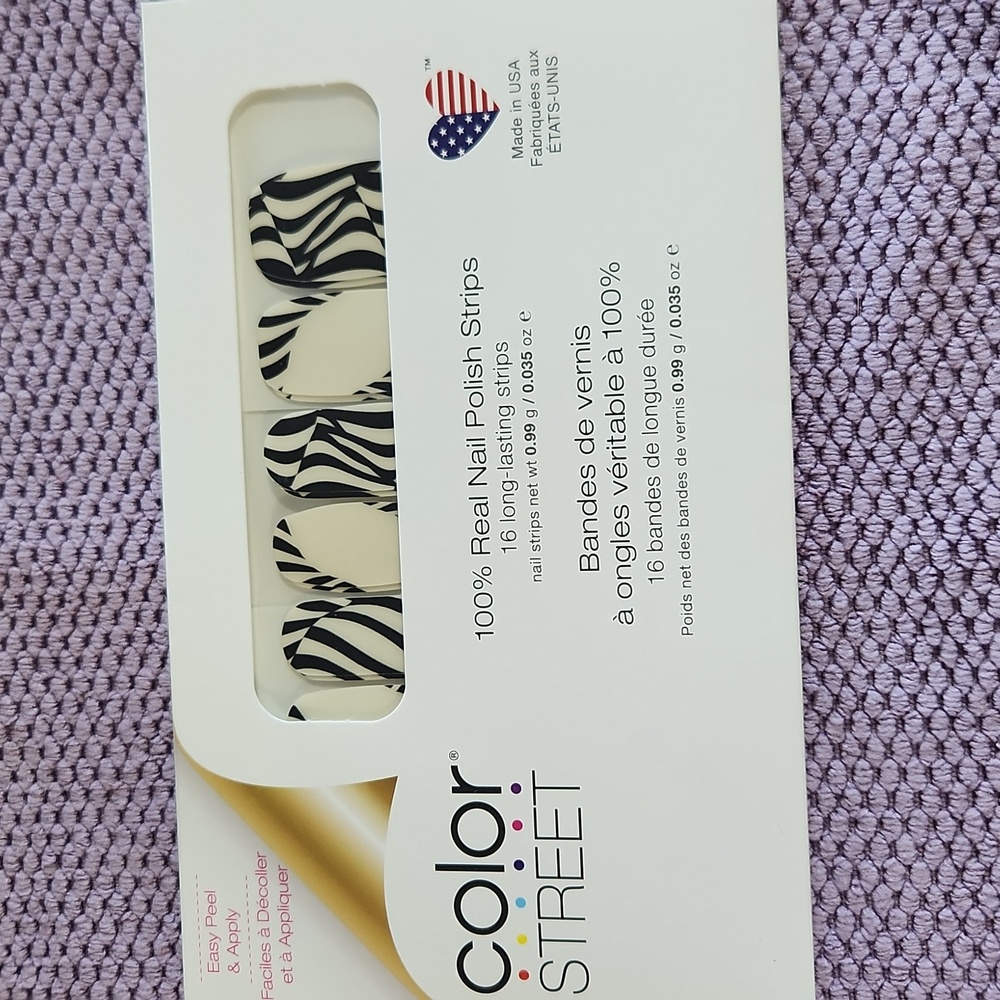 Easy Peel
& Apply
Faciles à Décoller
et à Appliquer
color®
STREET
100% Real Nail Polish Strips
16 long-lasting strips
nail strips net wt 0.99 g / 0.035 oz ℮
Bandes de vernis
à ongles véritable à 100%
16 bandes de longue durée
Poids net des bandes de vernis 0.99 g / 0.035 oz ℮
™
Made in USA
Fabriquées aux
ÉTATS-UNIS